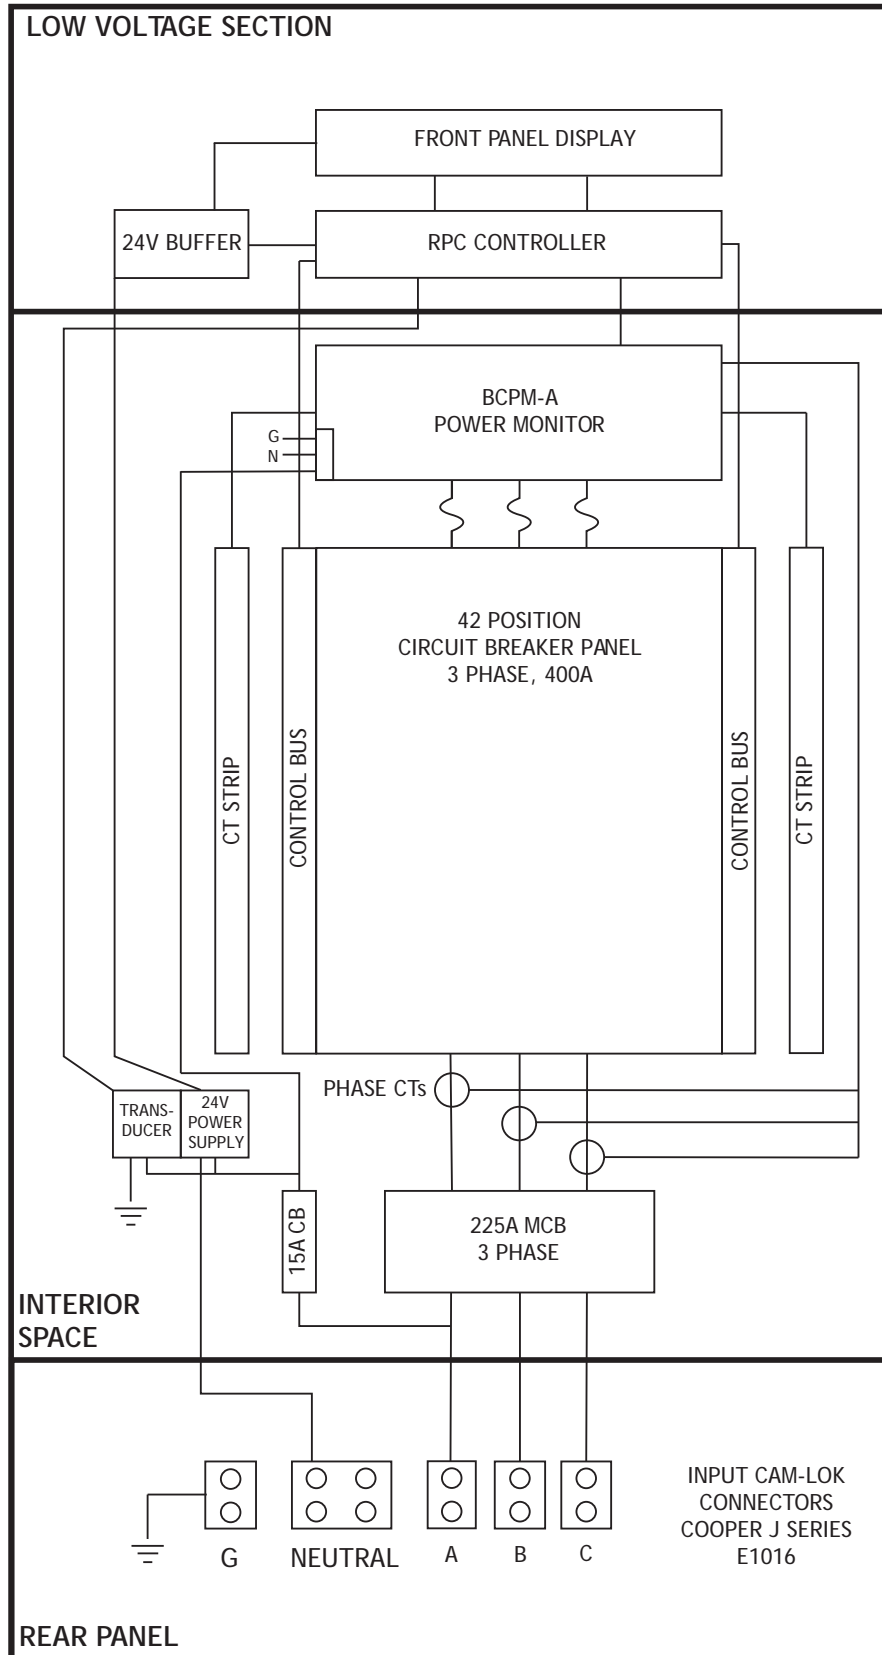 LOW VOLTAGE SECTION
FRONT PANEL DISPLAY
24V BUFFER
RPC CONTROLLER
BCPM-A
POWER MONITOR
G
N
42 POSITION
CIRCUIT BREAKER PANEL
3 PHASE, 400A
CT STRIP
CONTROL BUS
CONTROL BUS
CT STRIP
PHASE CTs
TRANS-
DUCER
24V
POWER
SUPPLY
15A CB
225A MCB
3 PHASE
INTERIOR
SPACE
G
NEUTRAL
A
B
C
INPUT CAM-LOK
CONNECTORS
COOPER J SERIES
E1016
REAR PANEL